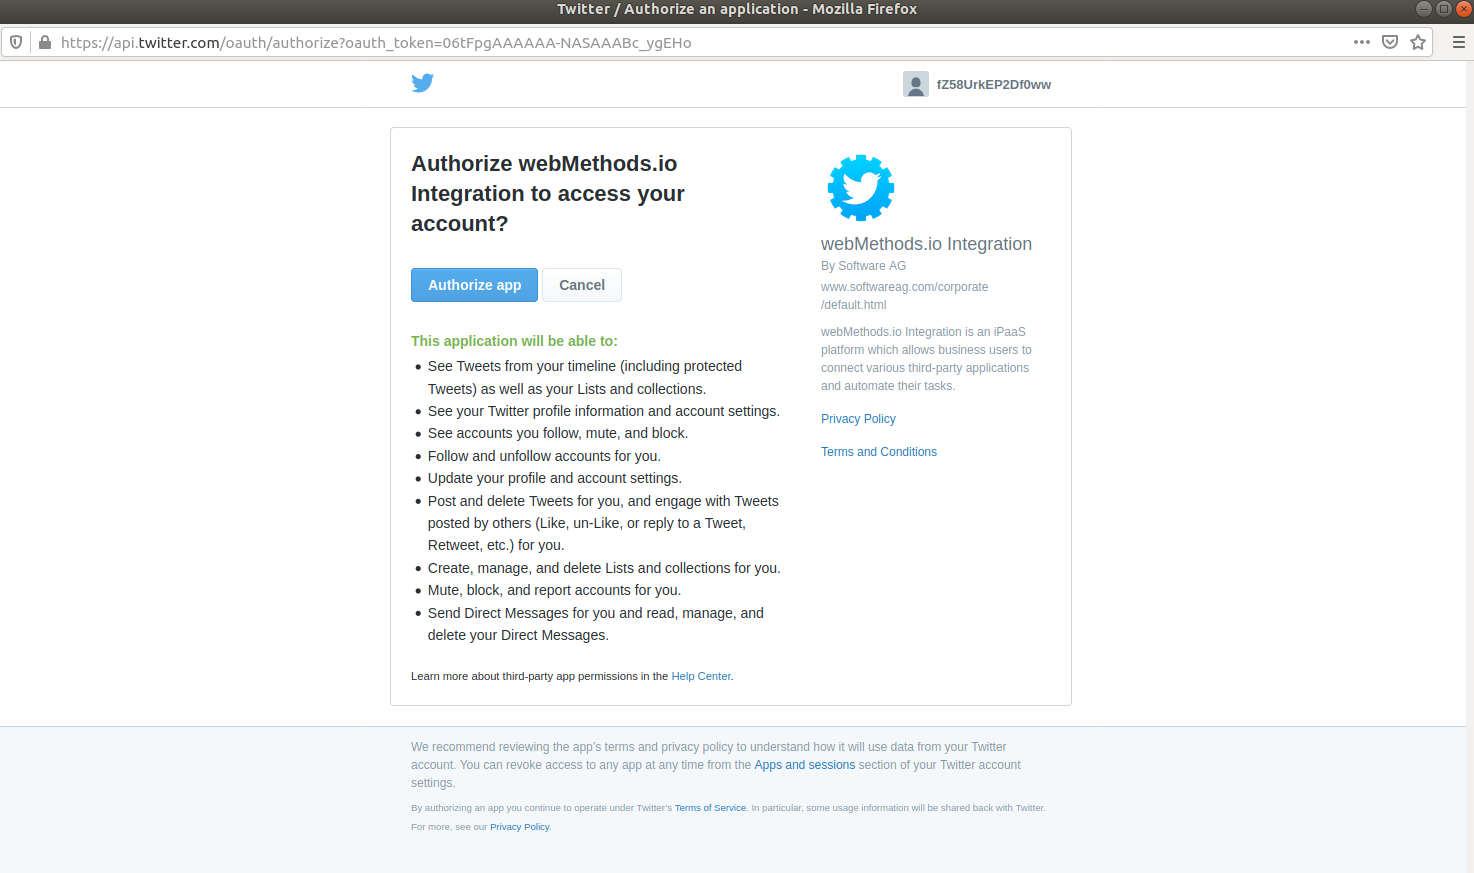 Twitter / Authorize an application - Mozilla Firefox
https://api.twitter.com/oauth/authorize?oauth_token=06tFpgAAAAAA-NASAAABc_ygEHo
fZ58UrkEP2Df0ww
Authorize webMethods.io
Integration to access your
account?
Authorize app
Cancel
This application will be able to:
See Tweets from your timeline (including protected
Tweets) as well as your Lists and collections.
See your Twitter profile information and account settings.
See accounts you follow, mute, and block.
Follow and unfollow accounts for you.
Update your profile and account settings.
Post and delete Tweets for you, and engage with Tweets
posted by others (Like, un-Like, or reply to a Tweet,
Retweet, etc.) for you.
Create, manage, and delete Lists and collections for you.
Mute, block, and report accounts for you.
Send Direct Messages for you and read, manage, and
delete your Direct Messages.
Learn more about third-party app permissions in the Help Center.
webMethods.io Integration
By Software AG
www.softwareag.com/corporate
/default.html
webMethods.io Integration is an iPaaS
platform which allows business users to
connect various third-party applications
and automate their tasks.
Privacy Policy
Terms and Conditions
We recommend reviewing the app's terms and privacy policy to understand how it will use data from your Twitter
account. You can revoke access to any app at any time from the Apps and sessions section of your Twitter account
settings.
By authorizing an app you continue to operate under Twitter's Terms of Service. In particular, some usage information will be shared back with Twitter.
For more, see our Privacy Policy.